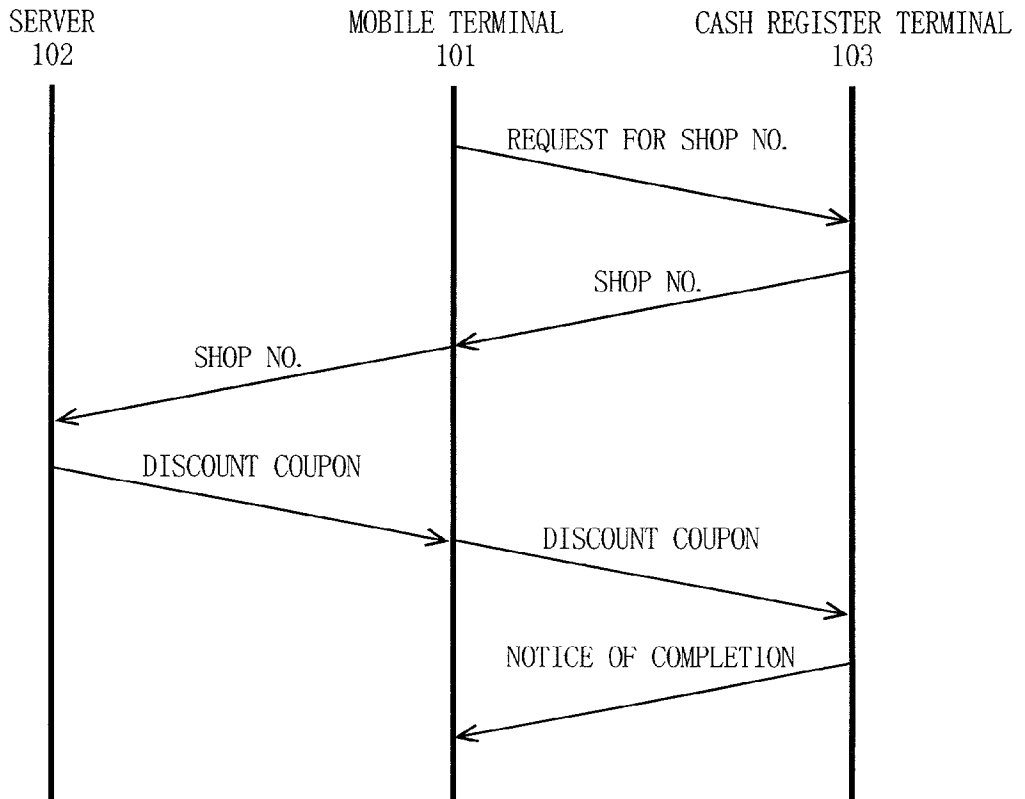 SERVER
102
MOBILE TERMINAL
101
CASH REGISTER TERMINAL
103
REQUEST FOR SHOP NO.
SHOP NO.
SHOP NO.
DISCOUNT COUPON
DISCOUNT COUPON
NOTICE OF COMPLETION